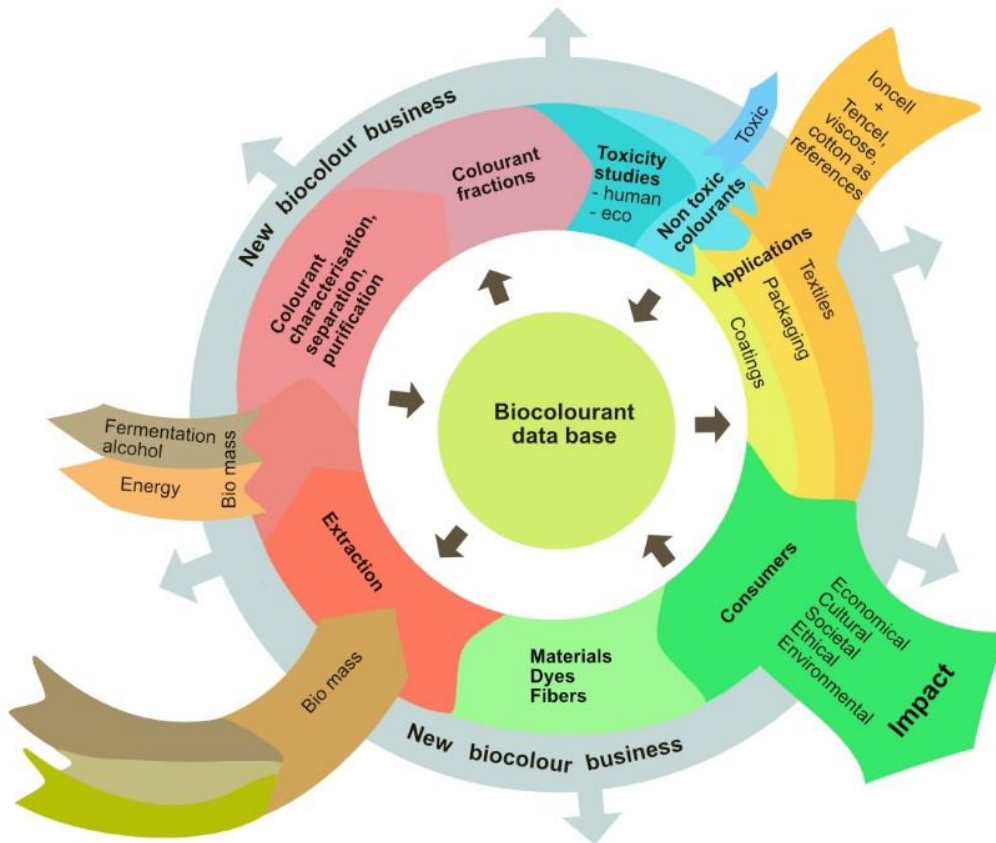 New biocolour business
Colourant
fractions
Toxicity
studies
- human
- eco
Non toxic
colourants
Toxic
Ioncell
+
Tencel,
viscose,
cotton as
references
Applications
Textiles
Packaging
Coatings
Colourant
characterisation,
separation,
purification
Biocolourant
data base
Fermentation
alcohol
Energy
Bio mass
Extraction
Bio mass
Materials
Dyes
Fibers
Consumers
Economical
Cultural
Societal
Ethical
Environmental
Impact
New biocolour business